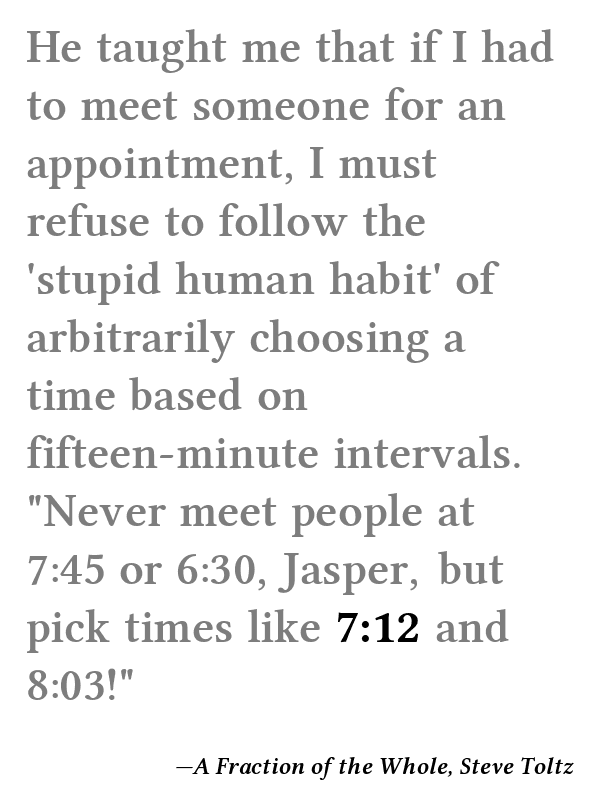 He taught me that if I had
to meet someone for an
appointment, I must
refuse to follow the
'stupid human habit' of
arbitrarily choosing a
time based on
fifteen-minute intervals.
"Never meet people at
7:45 or 6:30, Jasper, but
pick times like 7:12 and
8:03!"
—A Fraction of the Whole, Steve Toltz